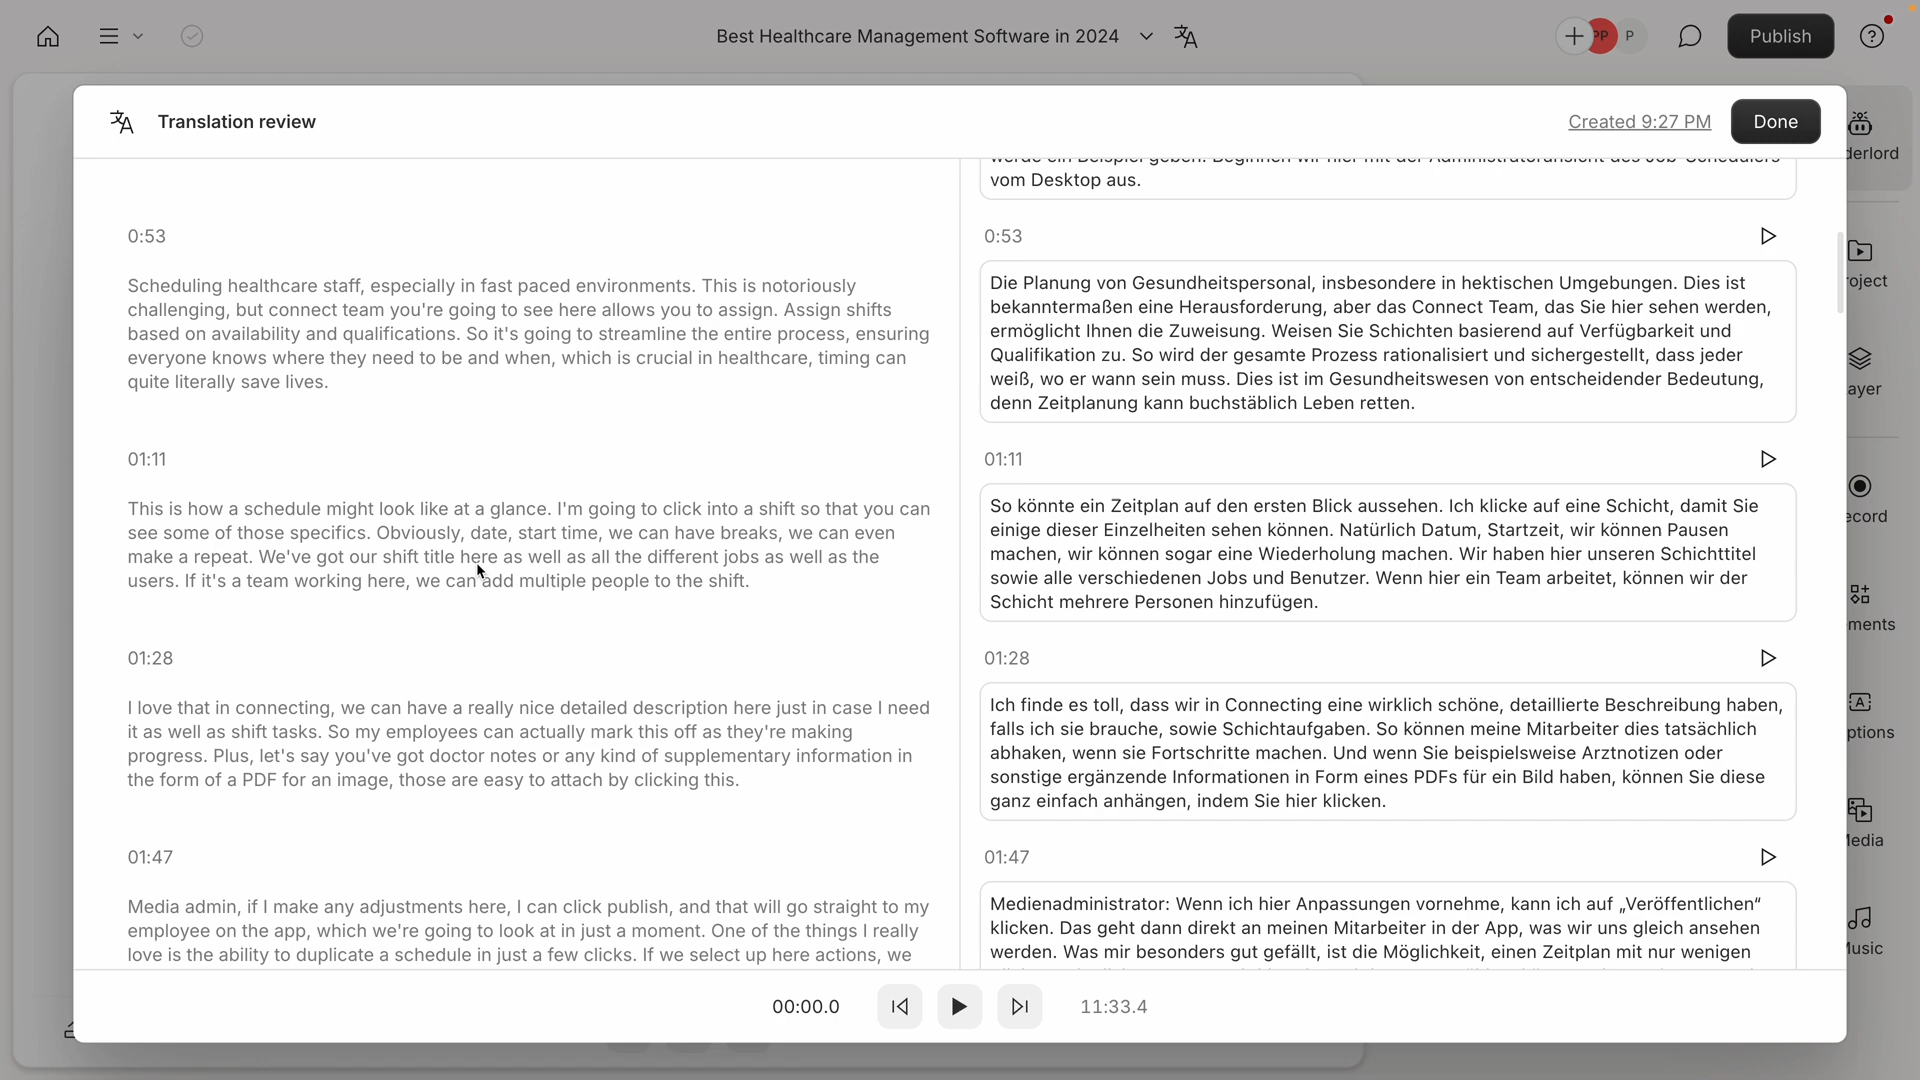 Best Healthcare Management Software in 2024
PP
P
Publish
Translation review
Created 9:27 PM
Done
vom Desktop aus.
0:53
Scheduling healthcare staff, especially in fast paced environments. This is notoriously
challenging, but connect team you're going to see here allows you to assign. Assign shifts
based on availability and qualifications. So it's going to streamline the entire process, ensuring
everyone knows where they need to be and when, which is crucial in healthcare, timing can
quite literally save lives.
0:53
Die Planung von Gesundheitspersonal, insbesondere in hektischen Umgebungen. Dies ist
bekanntermaßen eine Herausforderung, aber das Connect Team, das Sie hier sehen werden,
ermöglicht Ihnen die Zuweisung. Weisen Sie Schichten basierend auf Verfügbarkeit und
Qualifikation zu. So wird der gesamte Prozess rationalisiert und sichergestellt, dass jeder
weiß, wo er wann sein muss. Dies ist im Gesundheitswesen von entscheidender Bedeutung,
denn Zeitplanung kann buchstäblich Leben retten.
01:11
This is how a schedule might look like at a glance. I'm going to click into a shift so that you can
see some of those specifics. Obviously, date, start time, we can have breaks, we can even
make a repeat. We've got our shift title here as well as all the different jobs as well as the
users. If it's a team working here, we can add multiple people to the shift.
01:11
So könnte ein Zeitplan auf den ersten Blick aussehen. Ich klicke auf eine Schicht, damit Sie
einige dieser Einzelheiten sehen können. Natürlich Datum, Startzeit, wir können Pausen
machen, wir können sogar eine Wiederholung machen. Wir haben hier unseren Schichttitel
sowie alle verschiedenen Jobs und Benutzer. Wenn hier ein Team arbeitet, können wir der
Schicht mehrere Personen hinzufügen.
01:28
I love that in connecting, we can have a really nice detailed description here just in case I need
it as well as shift tasks. So my employees can actually mark this off as they're making
progress. Plus, let's say you've got doctor notes or any kind of supplementary information in
the form of a PDF for an image, those are easy to attach by clicking this.
01:28
Ich finde es toll, dass wir in Connecting eine wirklich schöne, detaillierte Beschreibung haben,
falls ich sie brauche, sowie Schichtaufgaben. So können meine Mitarbeiter dies tatsächlich
abhaken, wenn sie Fortschritte machen. Und wenn Sie beispielsweise Arztnotizen oder
sonstige ergänzende Informationen in Form eines PDFs für ein Bild haben, können Sie diese
ganz einfach anhängen, indem Sie hier klicken.
01:47
Media admin, if I make any adjustments here, I can click publish, and that will go straight to my
employee on the app, which we're going to look at in just a moment. One of the things I really
love is the ability to duplicate a schedule in just a few clicks. If we select up here actions, we
01:47
Medienadministrator: Wenn ich hier Anpassungen vornehme, kann ich auf „Veröffentlichen“
klicken. Das geht dann direkt an meinen Mitarbeiter in der App, was wir uns gleich ansehen
werden. Was mir besonders gut gefällt, ist die Möglichkeit, einen Zeitplan mit nur wenigen
00:00.0
11:33.4
derlord
roject
ayer
ecord
ments
ptions
Media
Music